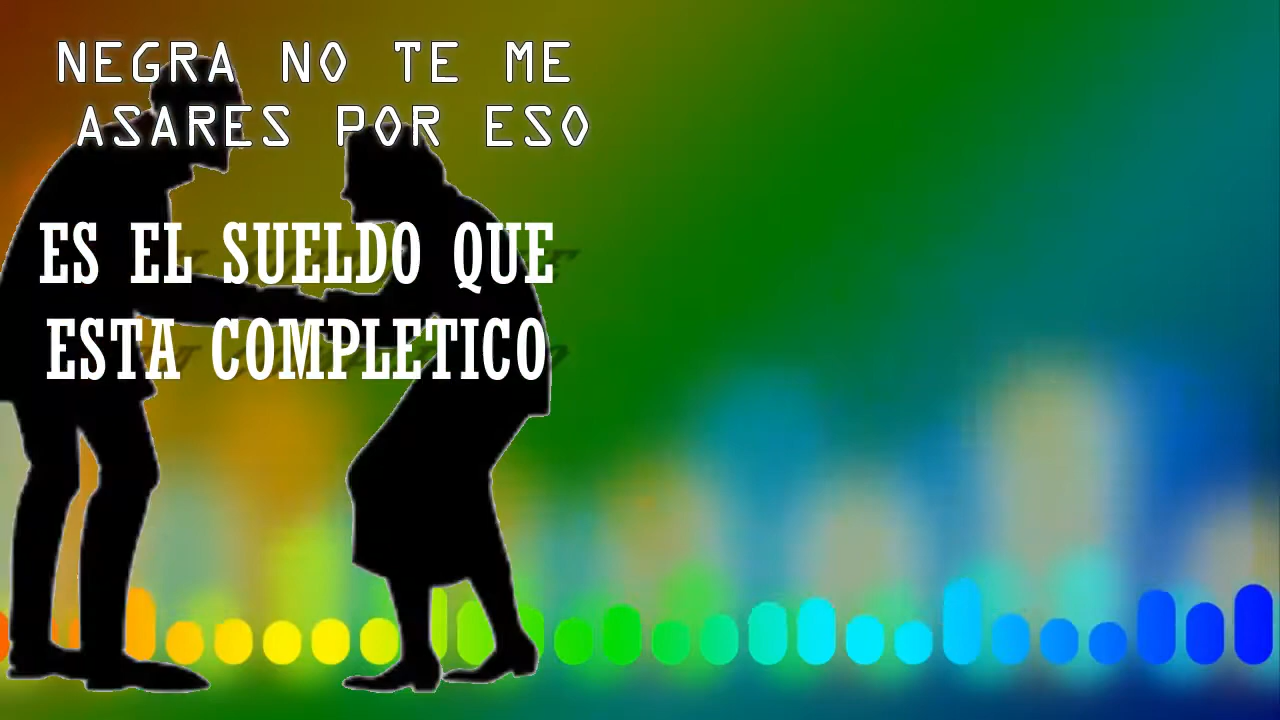 NEGRA NO TE ME
ASARES POR ESO
ES EL SUELDO QUE
ESTA COMPLETICO